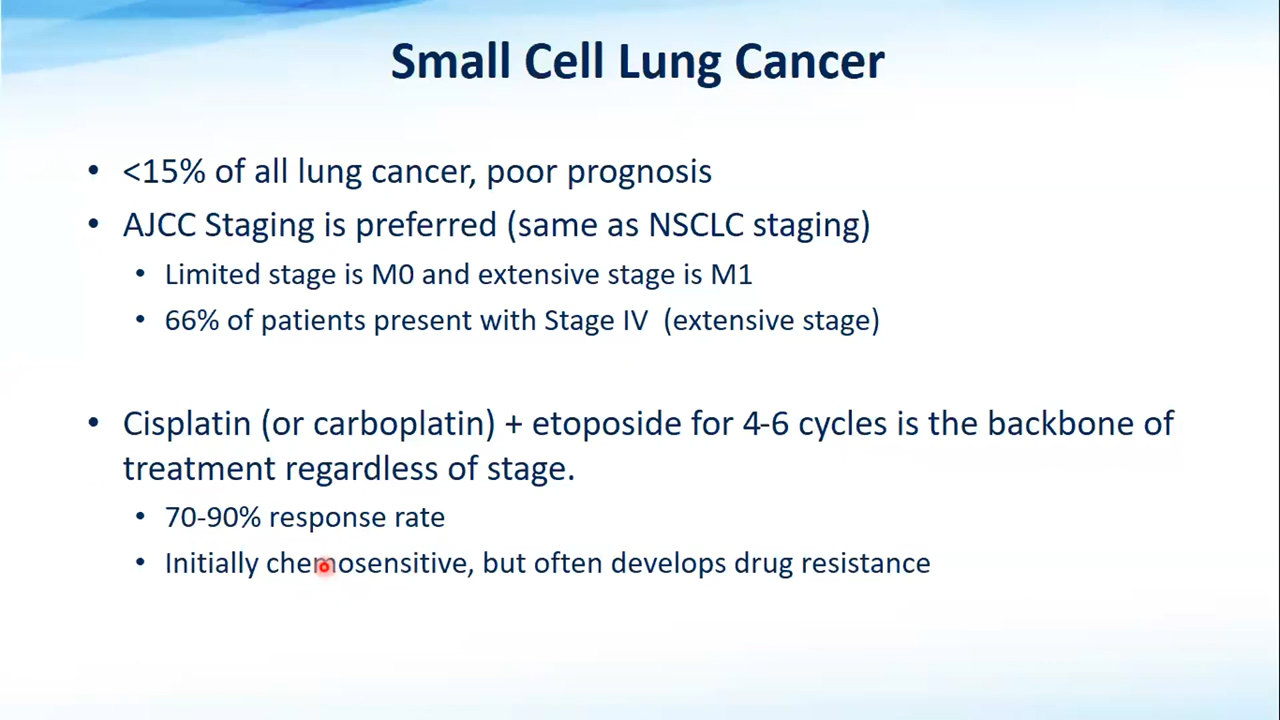 Small Cell Lung Cancer
• <15% of all lung cancer, poor prognosis
• AJCC Staging is preferred (same as NSCLC staging)
• Limited stage is M0 and extensive stage is M1
• 66% of patients present with Stage IV (extensive stage)
• Cisplatin (or carboplatin) + etoposide for 4-6 cycles is the backbone of
treatment regardless of stage.
• 70-90% response rate
• Initially chemosensitive, but often develops drug resistance